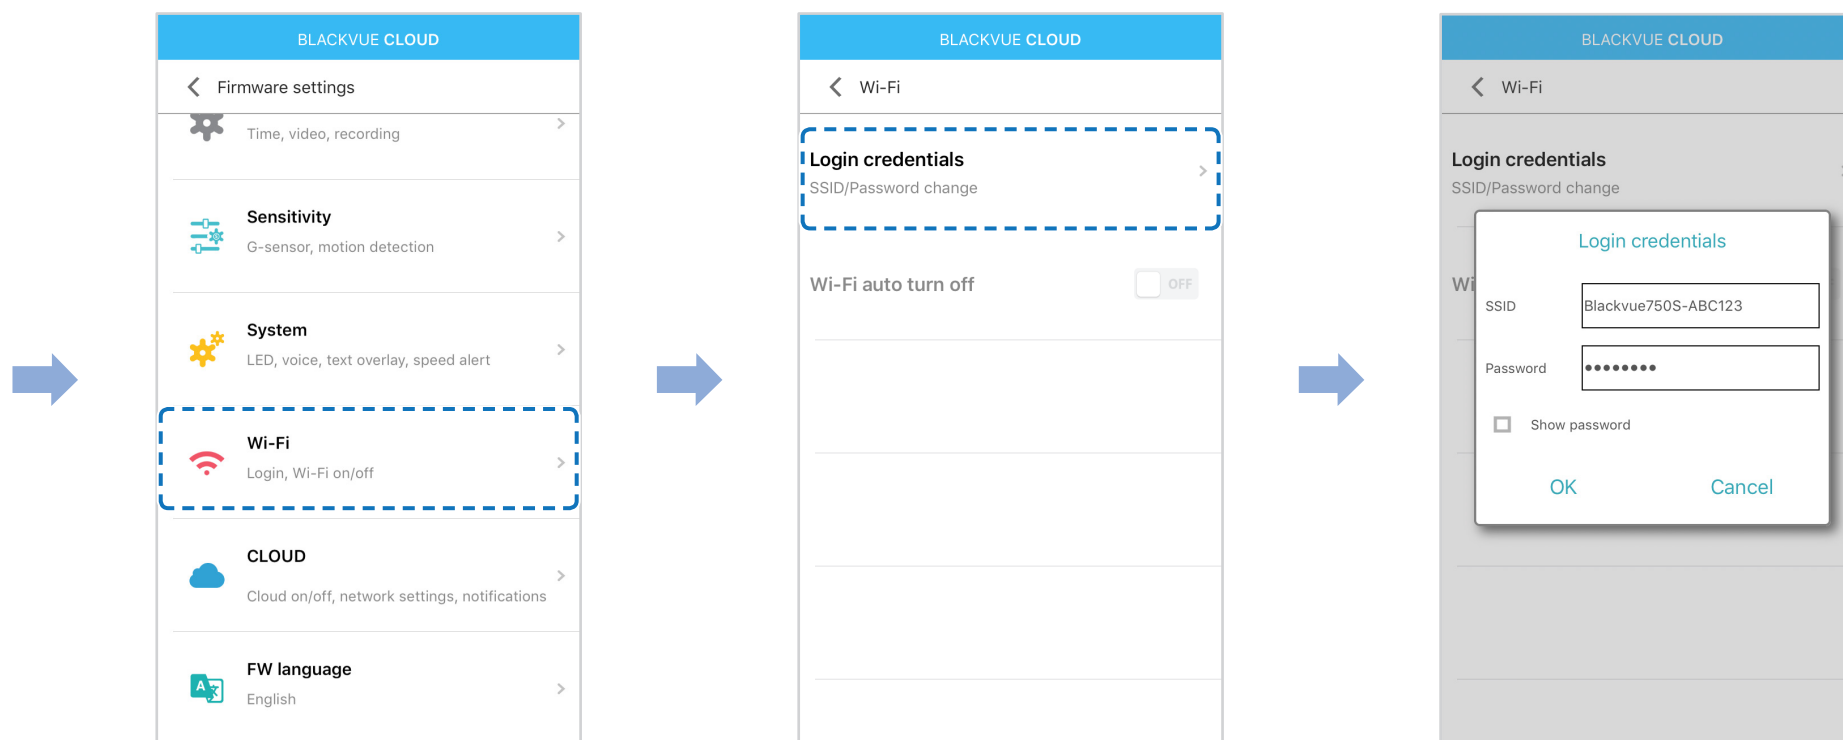 BLACKVUE CLOUD
Firmware settings
Time, video, recording
Sensitivity
G-sensor, motion detection
System
LED, voice, text overlay, speed alert
Wi-Fi
Login, Wi-Fi on/off
CLOUD
Cloud on/off, network settings, notifications
FW language
A
English
BLACKVUE CLOUD
Wi-Fi
Login credentials
SSID/Password change
Wi-Fi auto turn off
OFF
BLACKVUE CLOUD
Wi-Fi
Login credentials
SSID/Password change
Wi
Login credentials
SSID
Blackvue750S-ABC123
Password
••••••••
Show password
OK
Cancel